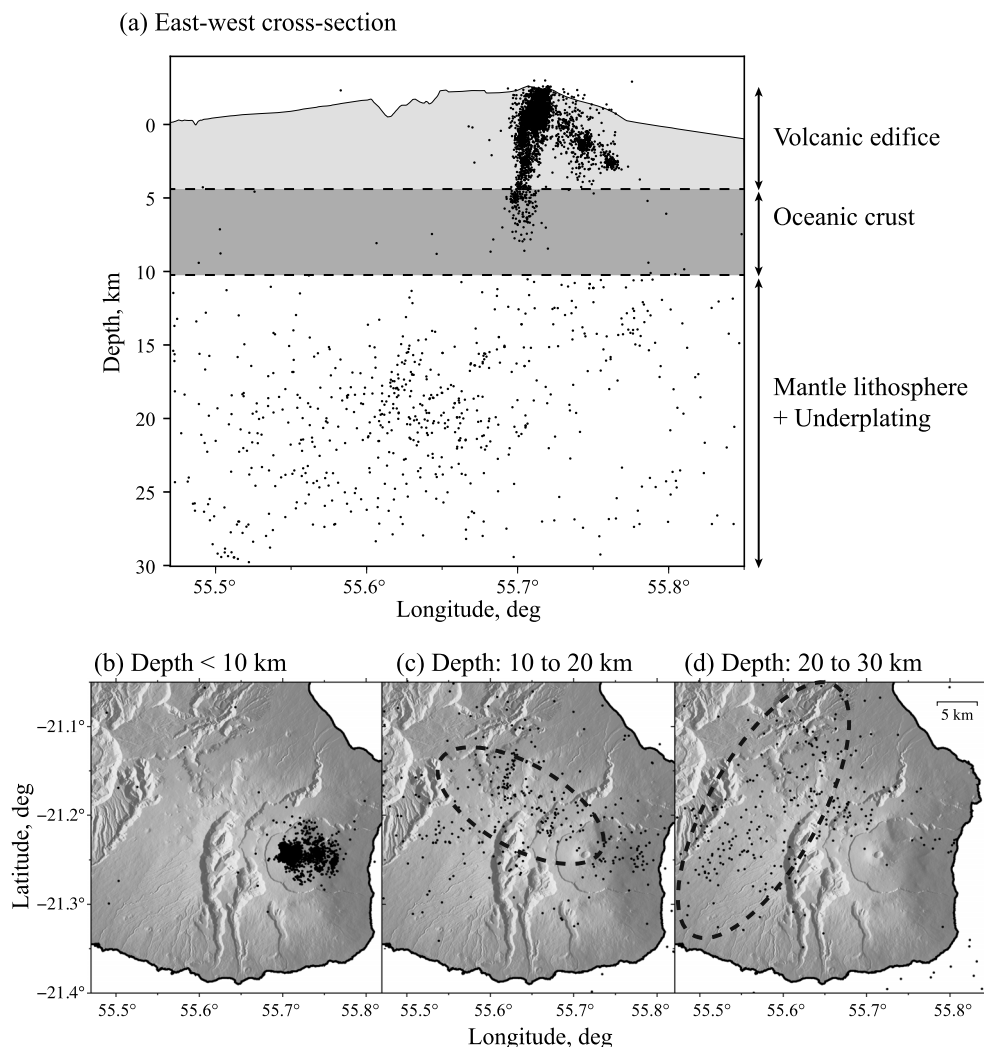 (a) East-west cross-section
0
5
10
15
20
25
30
Depth, km
55.5°
55.6°
55.7°
55.8°
Longitude, deg
Volcanic edifice
Oceanic crust
Mantle lithosphere
+ Underplating
(b) Depth < 10 km
(c) Depth: 10 to 20 km
(d) Depth: 20 to 30 km
5 km
−21.1°
−21.2°
−21.3°
−21.4°
Latitude, deg
55.5°
55.6°
55.7°
55.8°
55.5°
55.6°
55.7°
55.8°
55.5°
55.6°
55.7°
55.8°
Longitude, deg